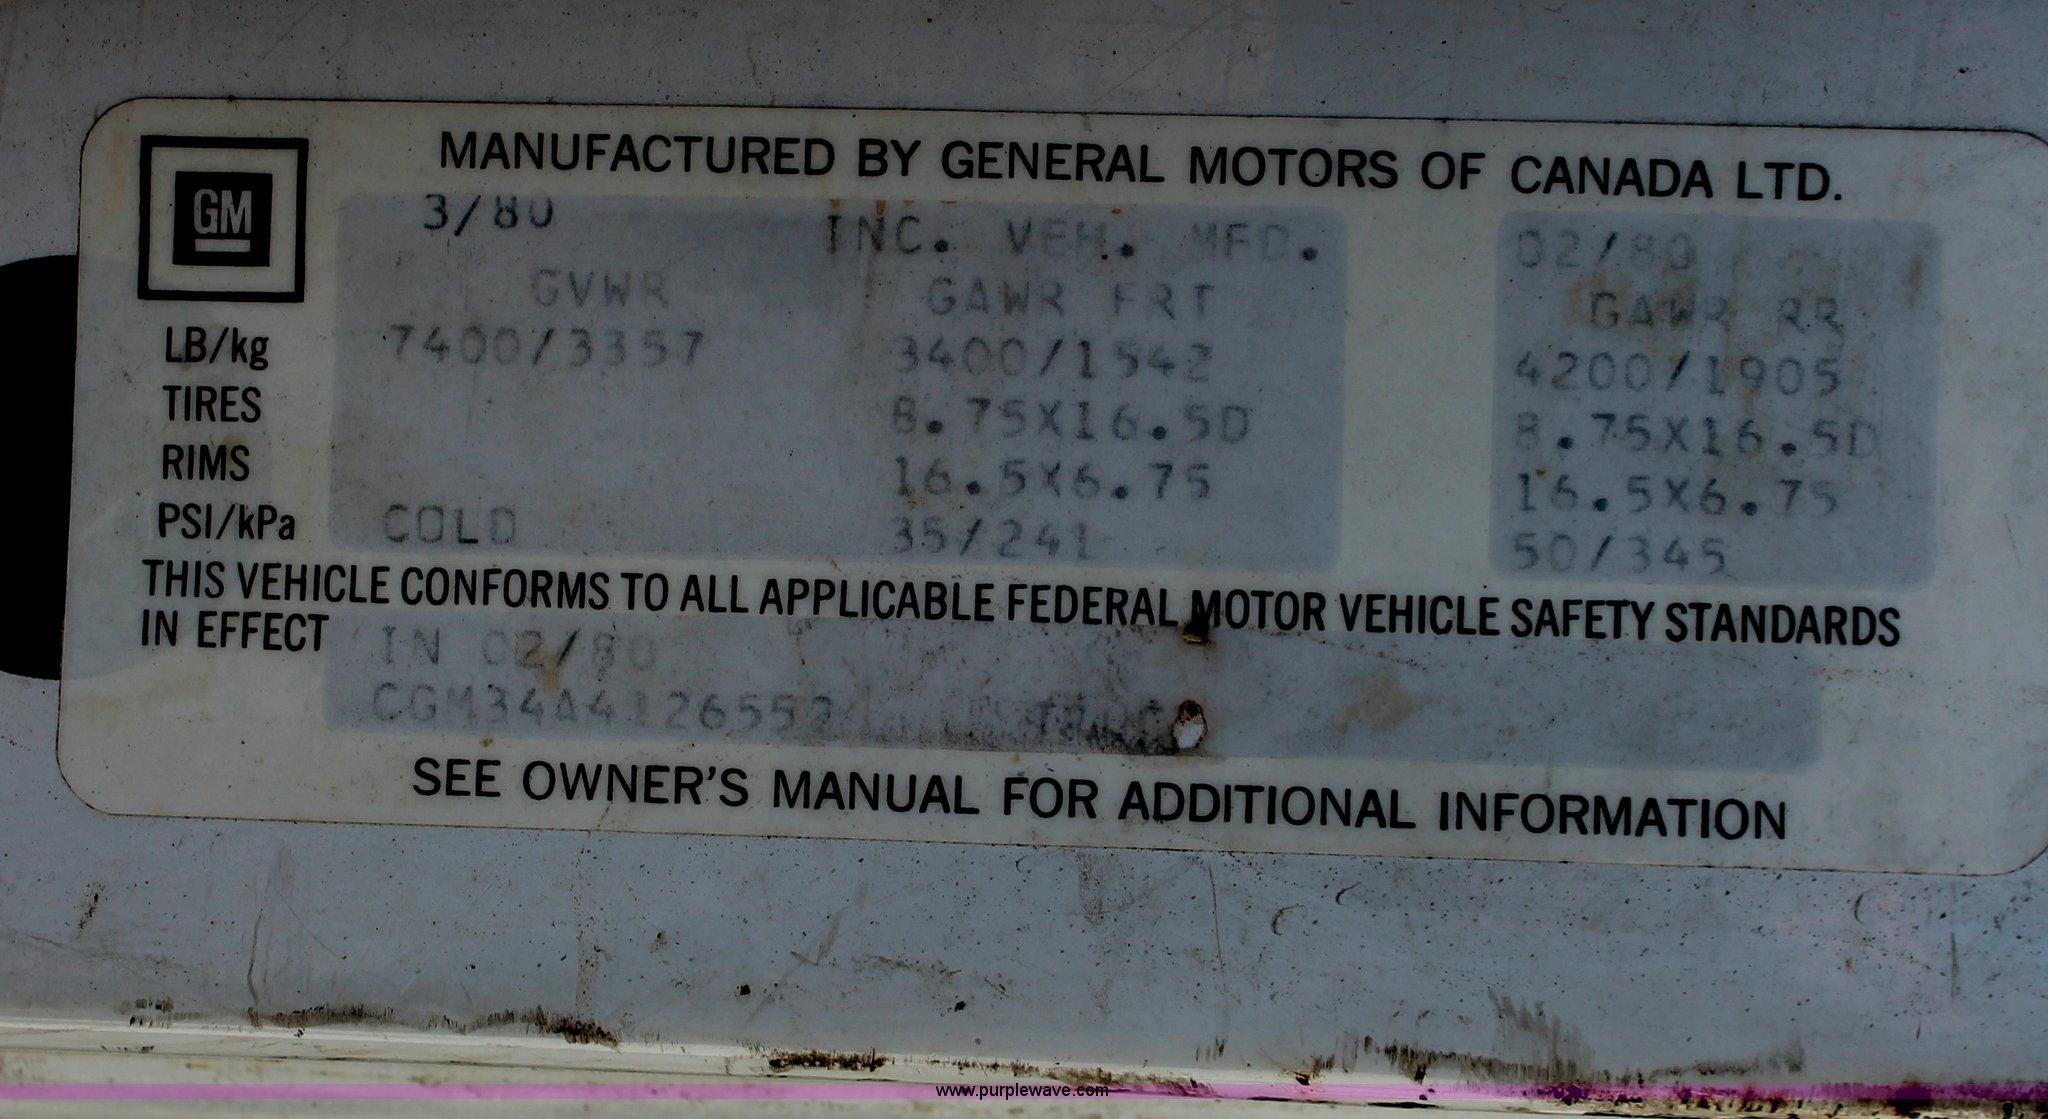 MANUFACTURED BY GENERAL MOTORS OF CANADA LTD.
GM
3/80 INC. VEH. MFD. 02/80
GVWR GAWR FRT GAWR RR
LB/kg 7400/3357 3400/1542 4200/1905
TIRES 8.75X16.5D 8.75X16.5D
RIMS 16.5X6.75 16.5X6.75
PSI/kPa COLD 35/241 50/345
THIS VEHICLE CONFORMS TO ALL APPLICABLE FEDERAL MOTOR VEHICLE SAFETY STANDARDS
IN EFFECT IN 02/80
CGM34A4126552
SEE OWNER'S MANUAL FOR ADDITIONAL INFORMATION
www.purplewave.com